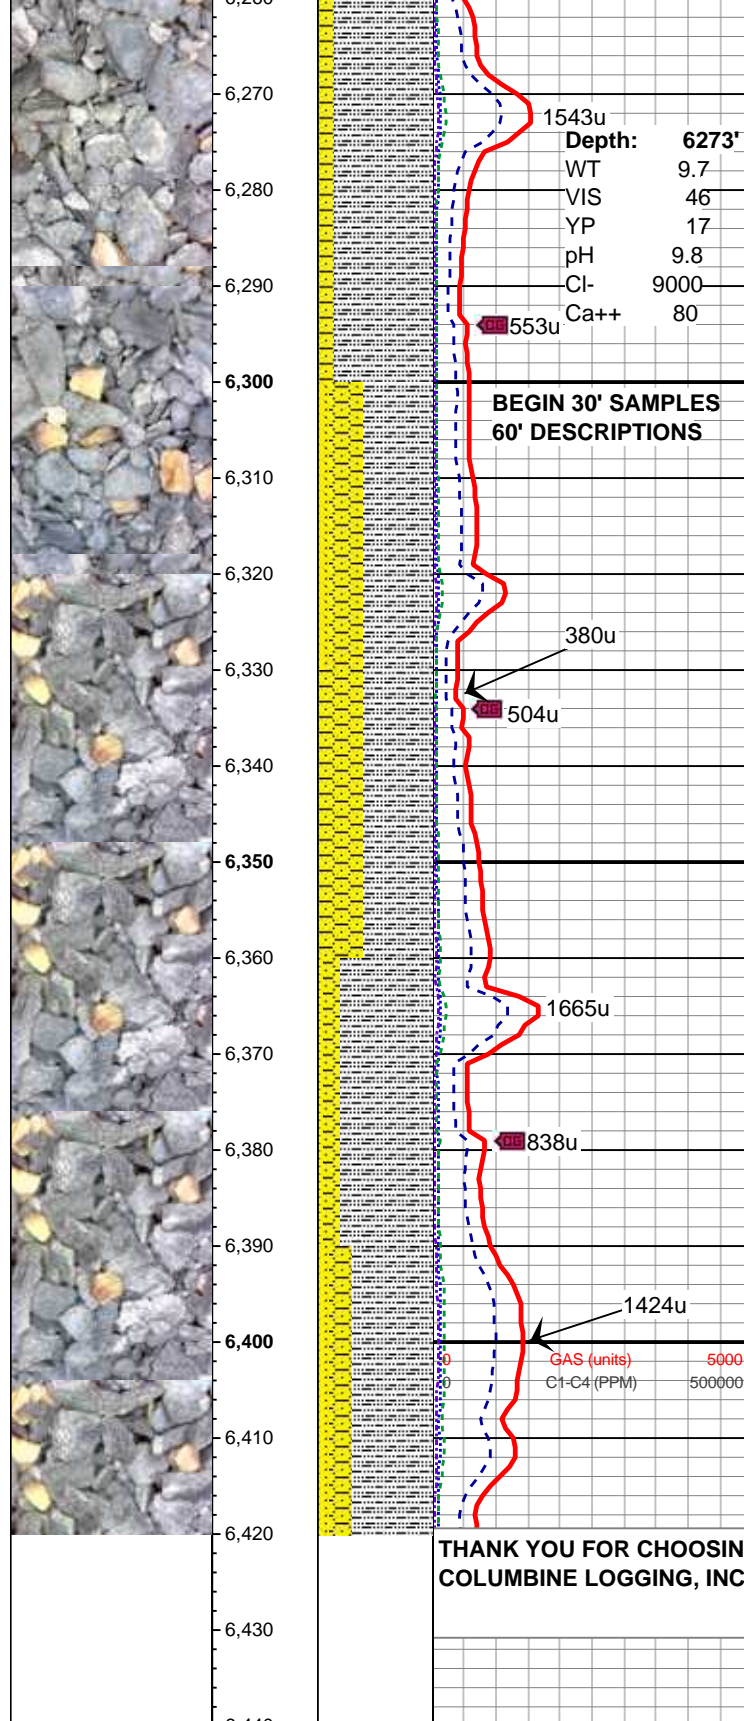 6,270
1543u
Depth: 6273'
WT 9.7
6,280
VIS 46
YP 17
pH 9.8
6,290
Cl- 9000
Ca++ 80
CG 553u
6,300
BEGIN 30' SAMPLES
60' DESCRIPTIONS
6,310
6,320
380u
6,330
CG 504u
6,340
6,350
6,360
1665u
6,370
6,380
CG 838u
6,390
1424u
6,400
0 GAS (units) 5000
0 C1-C4 (PPM) 500000
6,410
6,420
THANK YOU FOR CHOOSIN
COLUMBINE LOGGING, INC
6,430